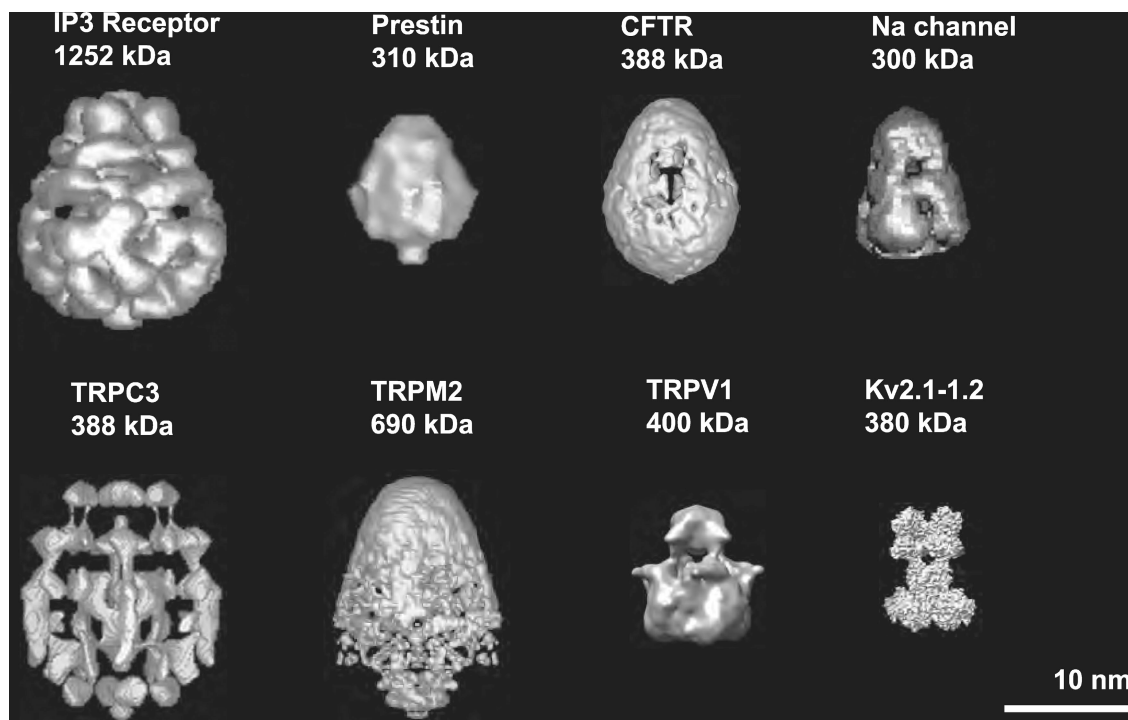 IP3 Receptor
1252 kDa
Prestin
310 kDa
CFTR
388 kDa
Na channel
300 kDa
TRPC3
388 kDa
TRPM2
690 kDa
TRPV1
400 kDa
Kv2.1-1.2
380 kDa
10 nm